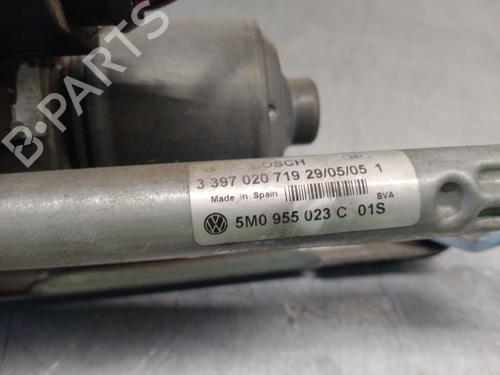 BOSCH
3 397 020 719 29/05/05 1
Made in Spain BVA
5M0 955 023 C 01S
B-PARTS